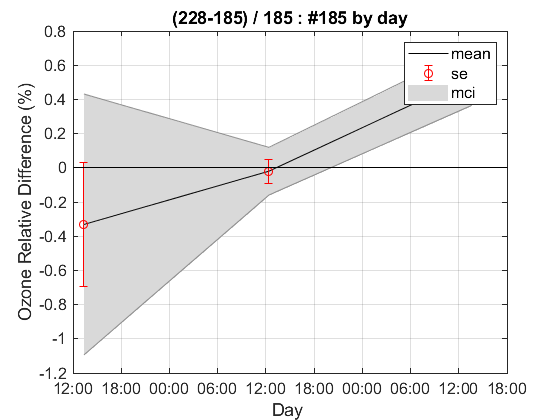 (228-185) / 185 : #185 by day
0.8
0.6
0.4
0.2
0
-0.2
-0.4
-0.6
-0.8
-1
-1.2
Ozone Relative Difference (%)
mean
se
mci
12:00 18:00 00:00 06:00 12:00 18:00 00:00 06:00 12:00 18:00
Day